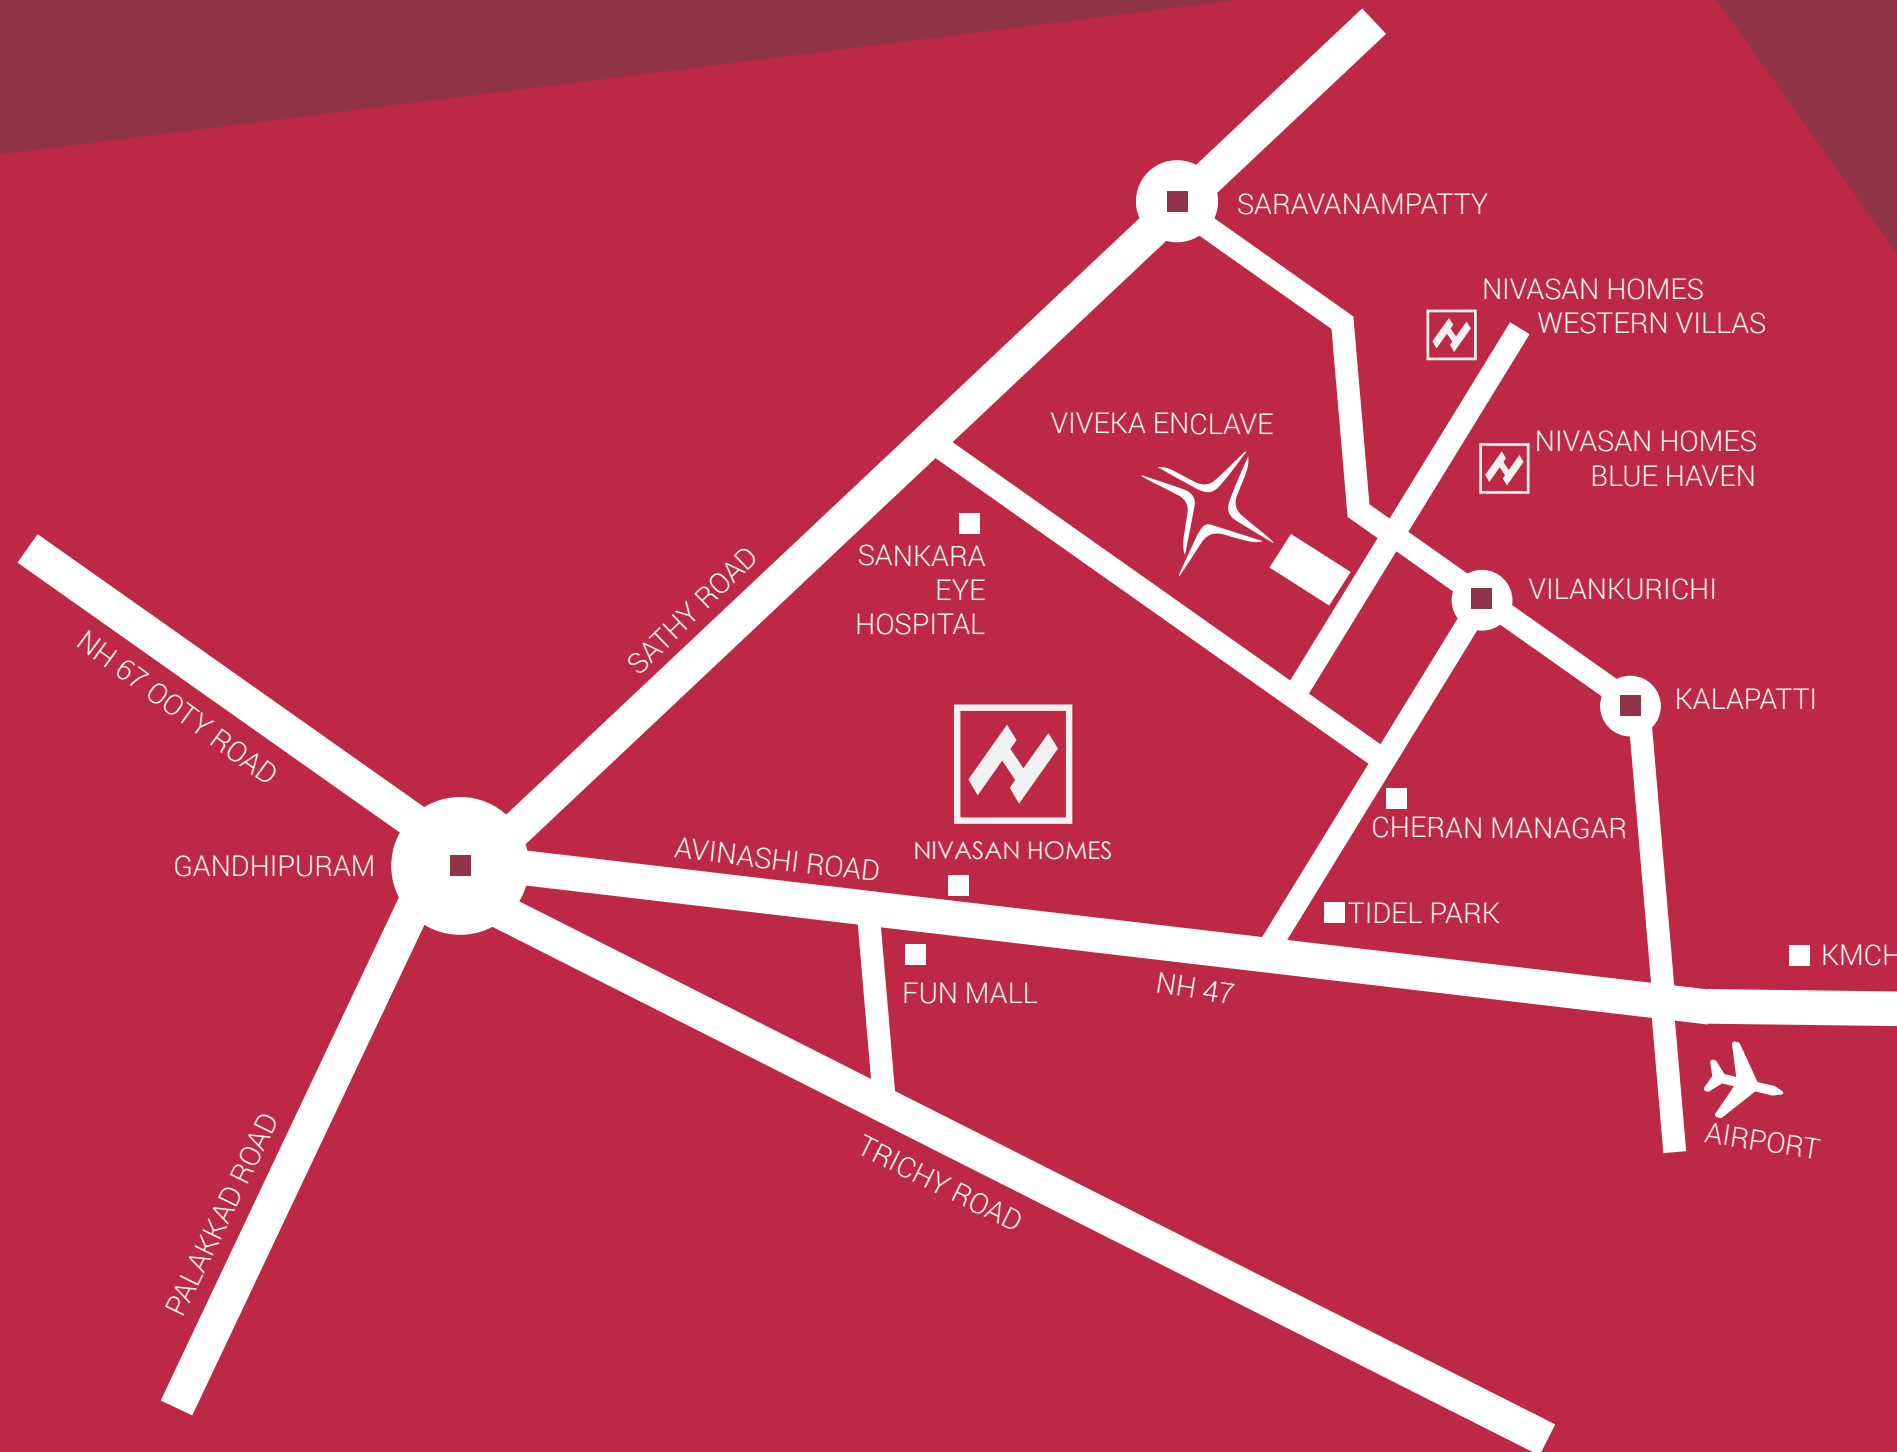 SARAVANAMPATTY
NIVASAN HOMES
WESTERN VILLAS
VIVEKA ENCLAVE
NIVASAN HOMES
BLUE HAVEN
SANKARA
EYE
HOSPITAL
SATHY ROAD
VILANKURICHI
NH 67 OOTY ROAD
KALAPATTI
CHERAN MANAGAR
GANDHIPURAM
AVINASHI ROAD
NIVASAN HOMES
TIDEL PARK
KMCH
FUN MALL
NH 47
AIRPORT
PALAKKAD ROAD
TRICHY ROAD